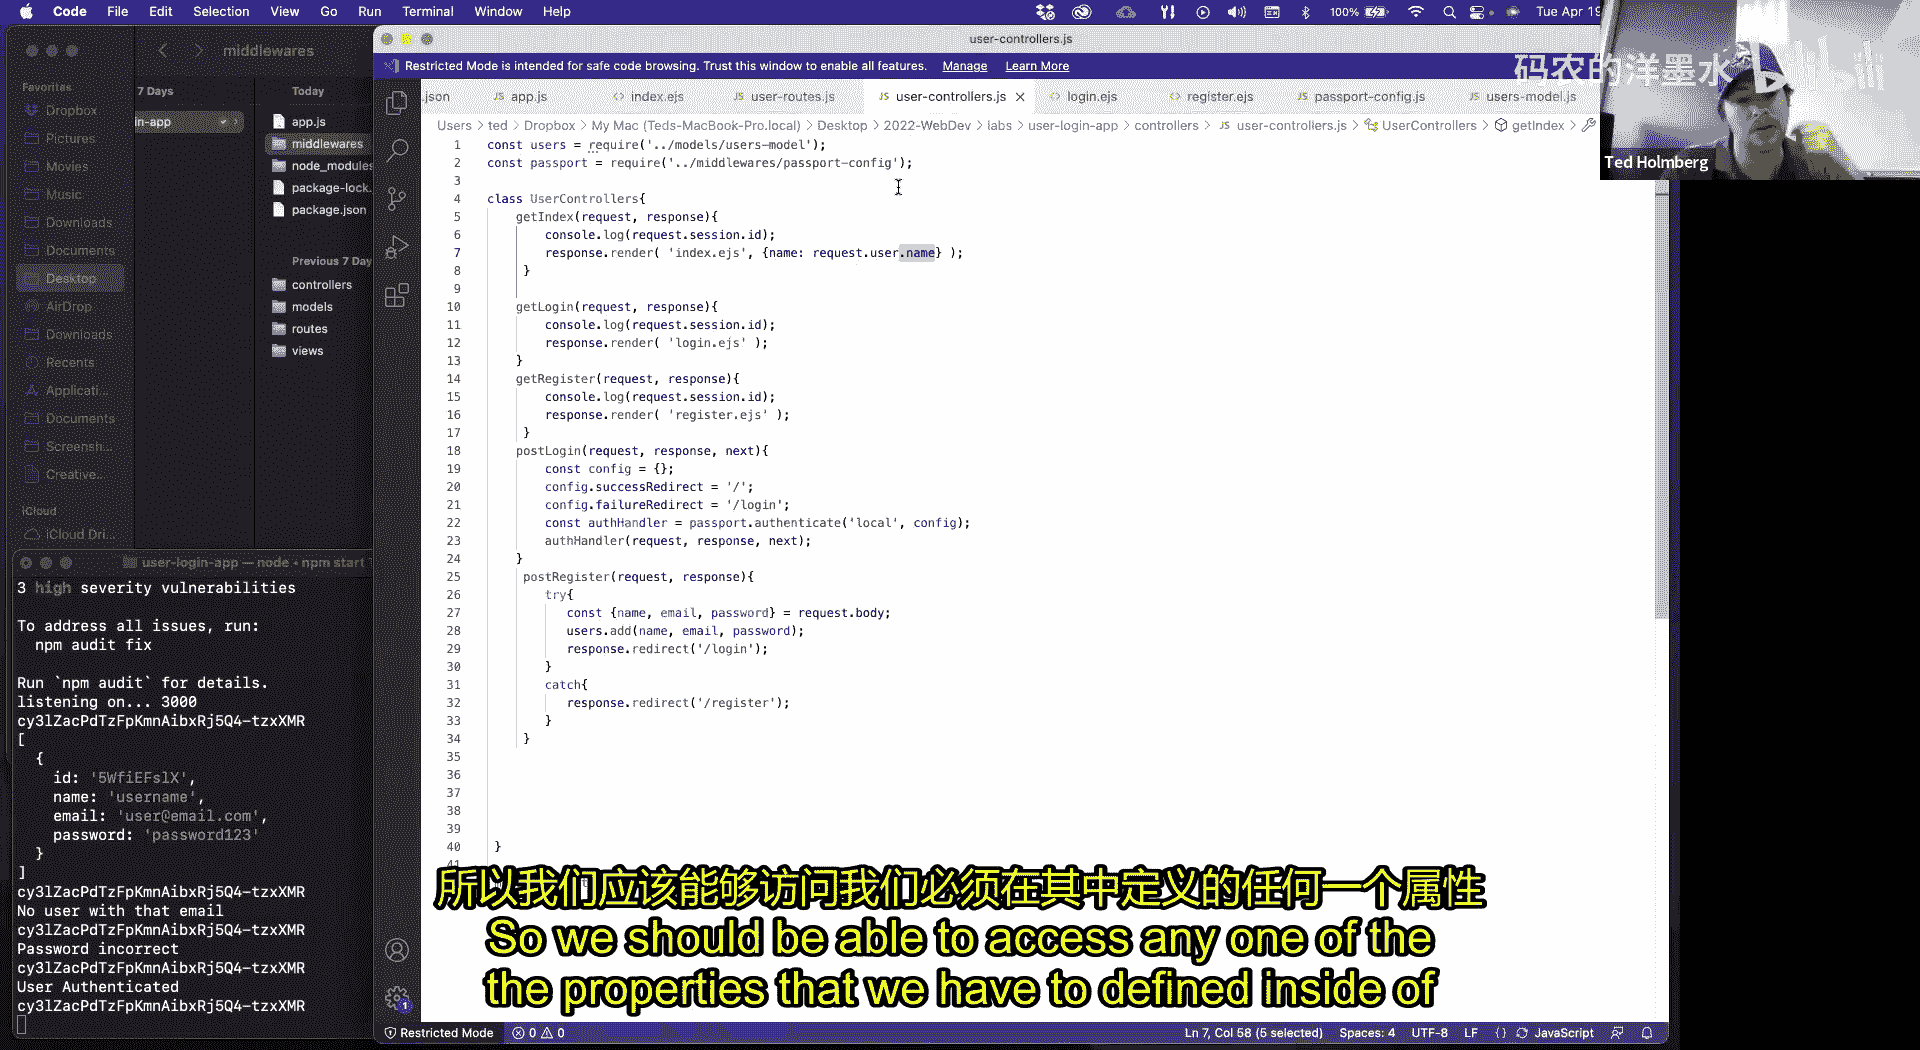 Code File Edit Selection View Go Run Terminal Window Help 100% Tue Apr 19
middlewares
user-controllers.js
Restricted Mode is intended for safe code browsing. Trust this window to enable all features. Manage Learn More
码农的洋墨水 bilibili
Ted Holmberg
Favorites
Dropbox
Pictures
Movies
Music
Downloads
Documents
Desktop
AirDrop
Downloads
Recents
Applicati...
Documents
Screensh...
Creative...
iCloud
iCloud Dri...
7 Days
in-app
Today
app.js
middlewares
node_modules
package-lock.
package.json
Previous 7 Day
controllers
models
routes
views
.json app.js index.ejs user-routes.js user-controllers.js login.ejs register.ejs passport-config.js users-model.js
Users > ted > Dropbox > My Mac (Teds-MacBook-Pro.local) > Desktop > 2022-WebDev > labs > user-login-app > controllers > JS user-controllers.js > UserControllers > getIndex >
1 const users = require('../models/users-model');
2 const passport = require('../middlewares/passport-config');
3
4 class UserControllers{
5 getIndex(request, response){
6 console.log(request.session.id);
7 response.render( 'index.ejs', {name: request.user.name} );
8 }
9
10 getLogin(request, response){
11 console.log(request.session.id);
12 response.render( 'login.ejs' );
13 }
14 getRegister(request, response){
15 console.log(request.session.id);
16 response.render( 'register.ejs' );
17 }
18 postLogin(request, response, next){
19 const config = {};
20 config.successRedirect = '/';
21 config.failureRedirect = '/login';
22 const authHandler = passport.authenticate('local', config);
23 authHandler(request, response, next);
24 }
25 postRegister(request, response){
26 try{
27 const {name, email, password} = request.body;
28 users.add(name, email, password);
29 response.redirect('/login');
30 }
31 catch{
32 response.redirect('/register');
33 }
34 }
35
36
37
38
39
40 }
41
user-login-app — node • npm start
3 high severity vulnerabilities
To address all issues, run:
npm audit fix
Run `npm audit` for details.
listening on... 3000
cy3lZacPdTzFpKmnAibxRj5Q4-tzxXMR
[
{
id: '5WfiEFslX',
name: 'username',
email: 'user@email.com',
password: 'password123'
}
]
cy3lZacPdTzFpKmnAibxRj5Q4-tzxXMR
No user with that email
cy3lZacPdTzFpKmnAibxRj5Q4-tzxXMR
Password incorrect
cy3lZacPdTzFpKmnAibxRj5Q4-tzxXMR
User Authenticated
cy3lZacPdTzFpKmnAibxRj5Q4-tzxXMR
所以我们应该能够访问我们必须在其中定义的任何一个属性
So we should be able to access any one of the
the properties that we have to defined inside of
Restricted Mode 0 0 Ln 7, Col 58 (5 selected) Spaces: 4 UTF-8 LF {} JavaScript